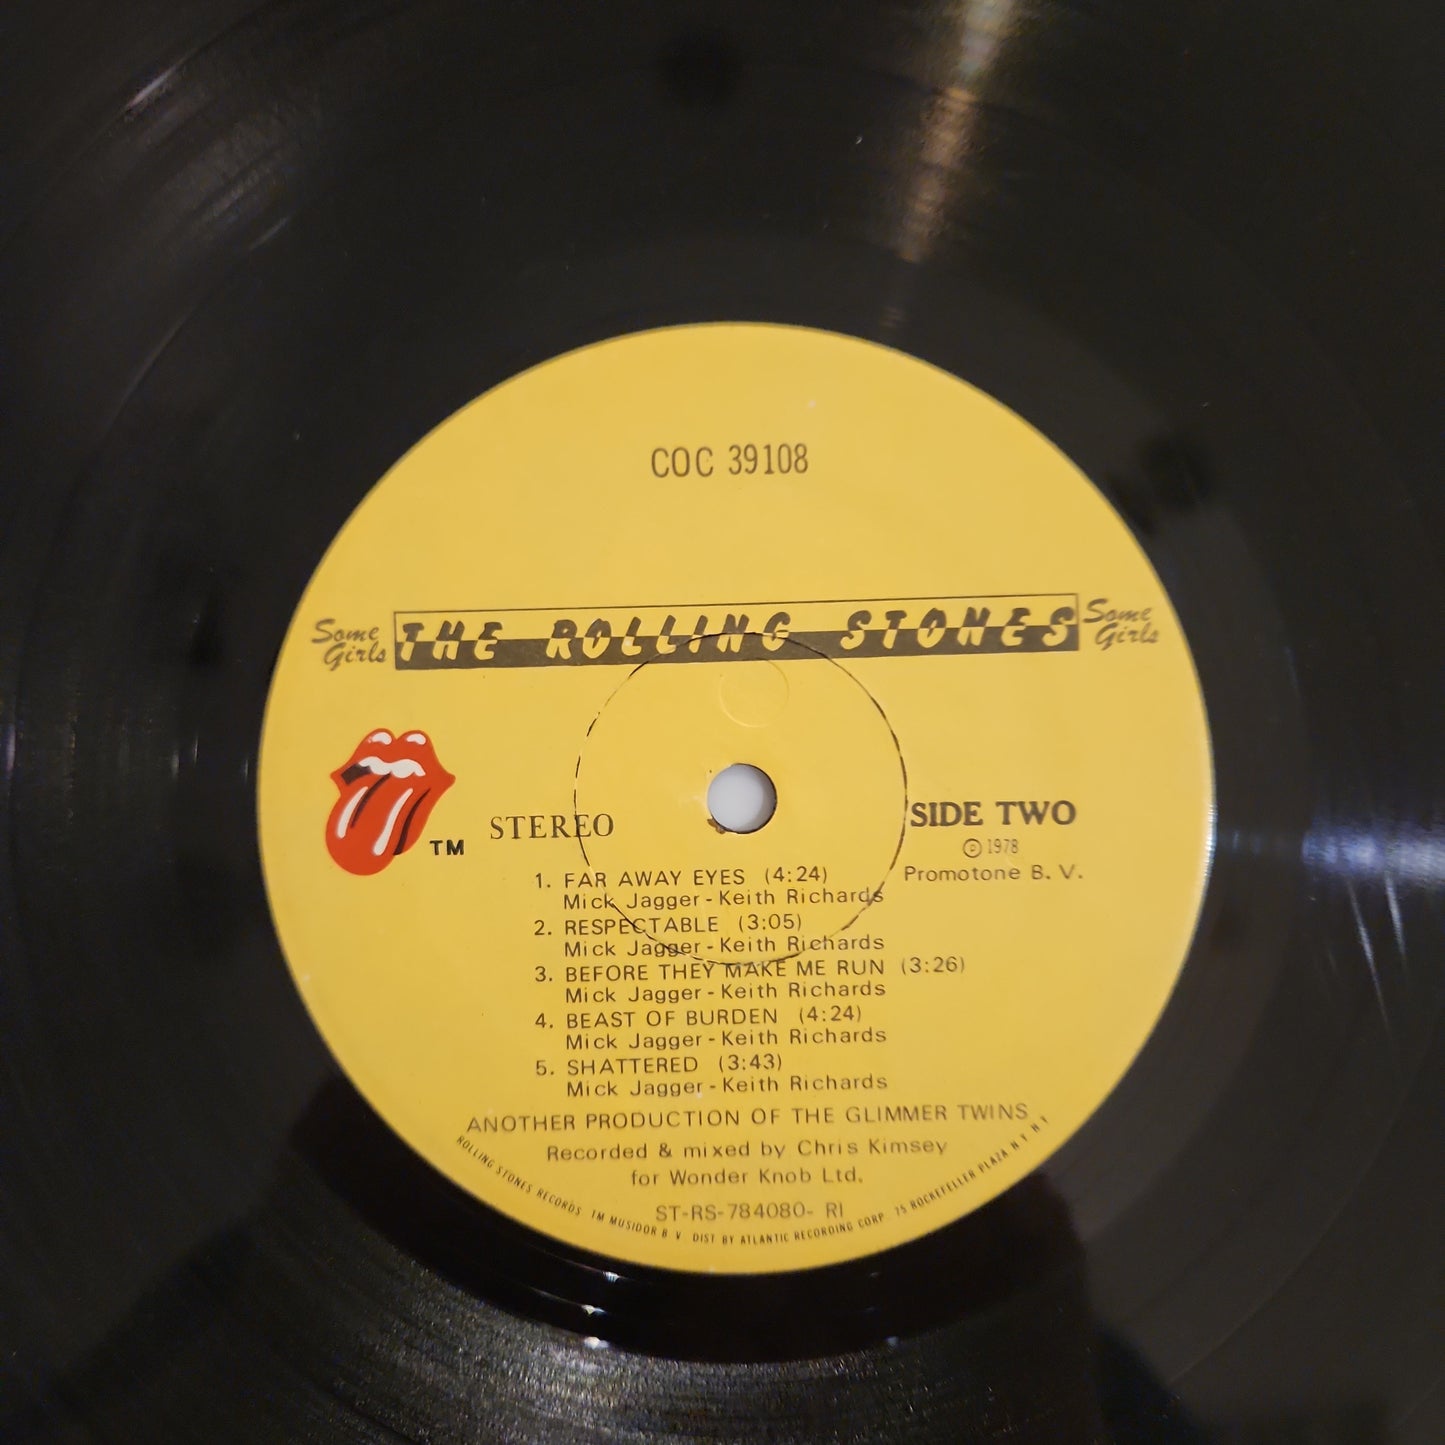 COC 39108
Some Girls
THE ROLLING STONES
Some Girls
TM
STEREO
SIDE TWO
Ⓟ 1978
Promotone B. V.
1. FAR AWAY EYES (4:24)
Mick Jagger - Keith Richards
2. RESPECTABLE (3:05)
Mick Jagger - Keith Richards
3. BEFORE THEY MAKE ME RUN (3:26)
Mick Jagger - Keith Richards
4. BEAST OF BURDEN (4:24)
Mick Jagger - Keith Richards
5. SHATTERED (3:43)
Mick Jagger - Keith Richards
ANOTHER PRODUCTION OF THE GLIMMER TWINS
Recorded & mixed by Chris Kimsey
for Wonder Knob Ltd.
ST-RS-784080- RI
ROLLING STONES RECORDS TM MUSIDOR B V DIST BY ATLANTIC RECORDING CORP 75 ROCKEFELLER PLAZA N Y N Y